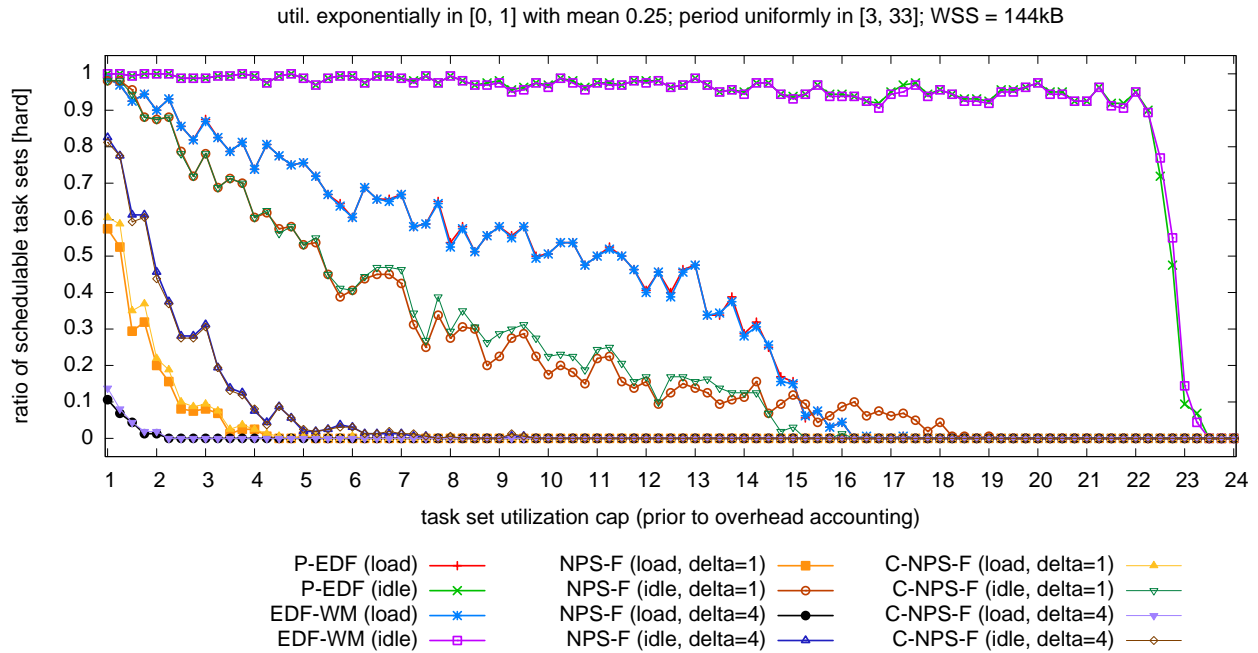 util. exponentially in [0, 1] with mean 0.25; period uniformly in [3, 33]; WSS = 144kB
ratio of schedulable task sets [hard]
1
0.9
0.8
0.7
0.6
0.5
0.4
0.3
0.2
0.1
0
1 2 3 4 5 6 7 8 9 10 11 12 13 14 15 16 17 18 19 20 21 22 23 24
task set utilization cap (prior to overhead accounting)
P-EDF (load) NPS-F (load, delta=1) C-NPS-F (load, delta=1)
P-EDF (idle) NPS-F (idle, delta=1) C-NPS-F (idle, delta=1)
EDF-WM (load) NPS-F (load, delta=4) C-NPS-F (load, delta=4)
EDF-WM (idle) NPS-F (idle, delta=4) C-NPS-F (idle, delta=4)